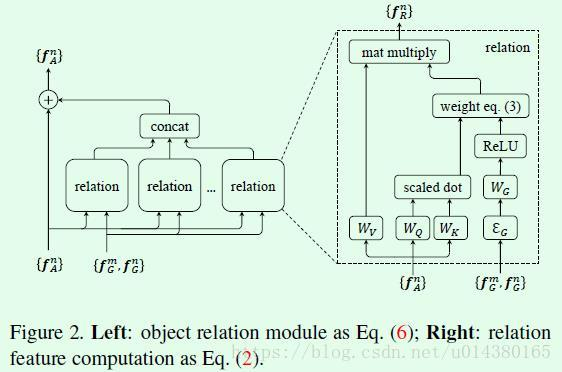 {f_R^n}
mat multiply
relation
{f_A^n}
+
weight eq. (3)
concat
ReLU
relation
relation
...
relation
scaled dot
W_G
W_V
W_Q
W_K
ε_G
{f_A^n}
{f_G^m, f_G^n}
{f_A^n}
{f_G^m, f_G^n}
Figure 2. Left: object relation module as Eq. (6); Right: relation
feature computation as Eq. (2).
https://blog.csdn.net/u014380165